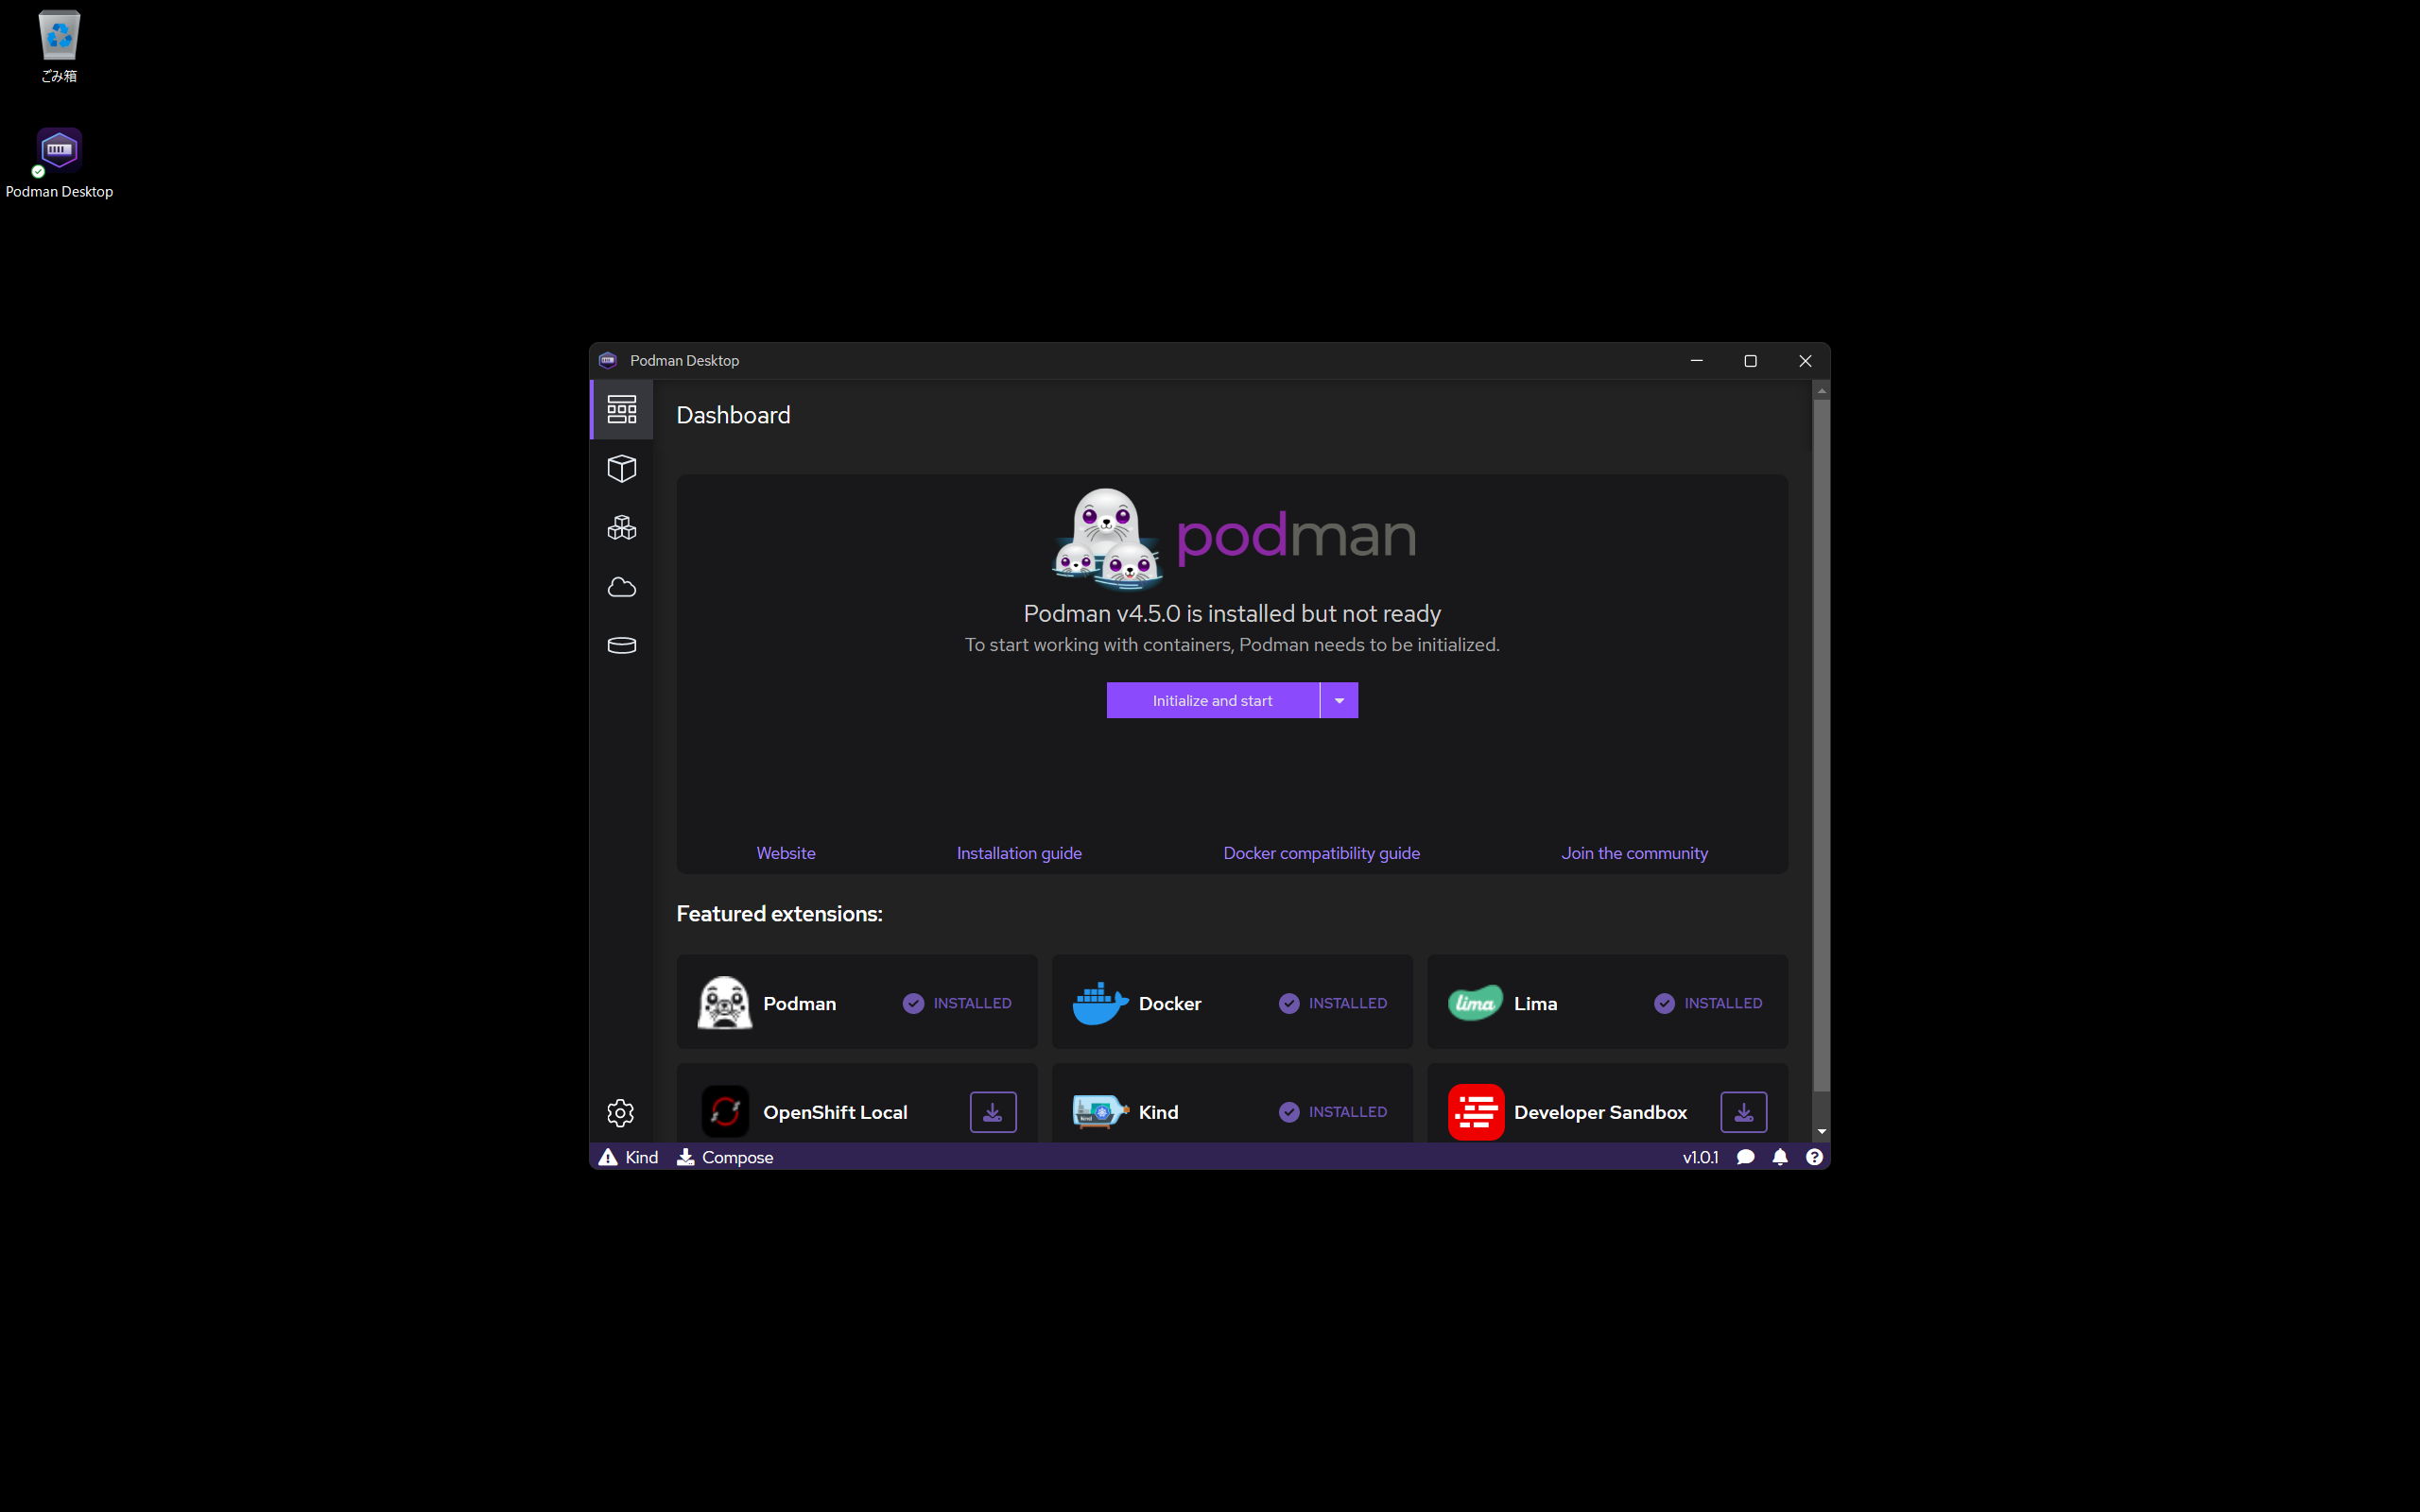 ごみ箱
Podman Desktop
Podman Desktop
Dashboard
podman
Podman v4.5.0 is installed but not ready
To start working with containers, Podman needs to be initialized.
Initialize and start
Website
Installation guide
Docker compatibility guide
Join the community
Featured extensions:
Podman
INSTALLED
Docker
INSTALLED
lima
Lima
INSTALLED
OpenShift Local
kind
Kind
INSTALLED
Developer Sandbox
Kind
Compose
v1.0.1